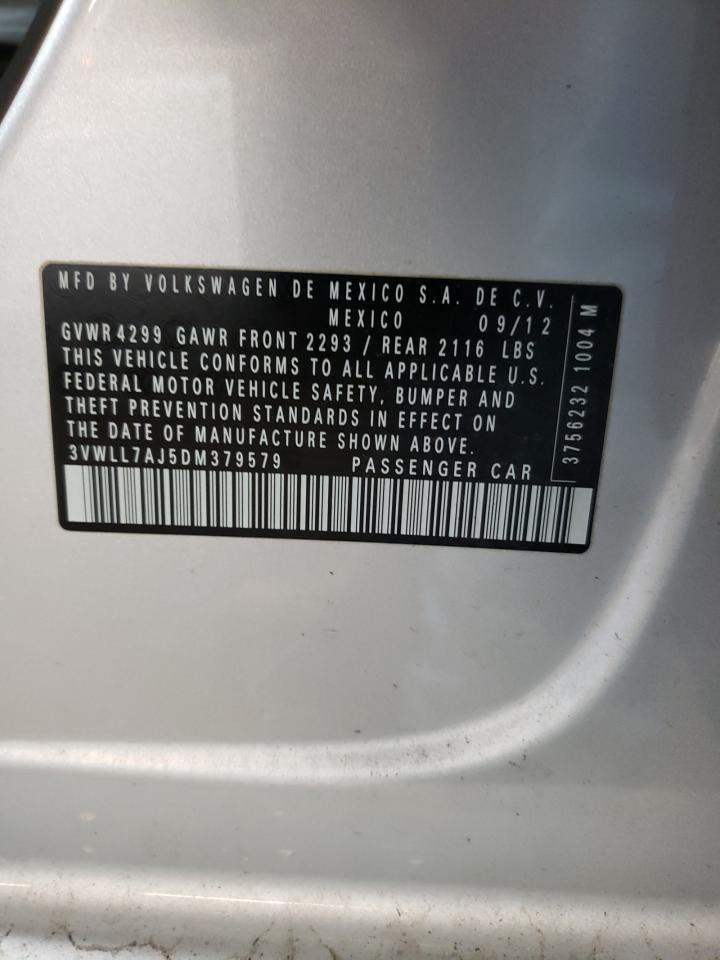 MFD BY VOLKSWAGEN DE MEXICO S.A. DE C.V.
MEXICO 09/12
GVWR 4299 GAWR FRONT 2293 / REAR 2116 LBS
THIS VEHICLE CONFORMS TO ALL APPLICABLE U.S.
FEDERAL MOTOR VEHICLE SAFETY, BUMPER AND
THEFT PREVENTION STANDARDS IN EFFECT ON
THE DATE OF MANUFACTURE SHOWN ABOVE.
3VWLL7AJ5DM379579 PASSENGER CAR
3756232 1004 M